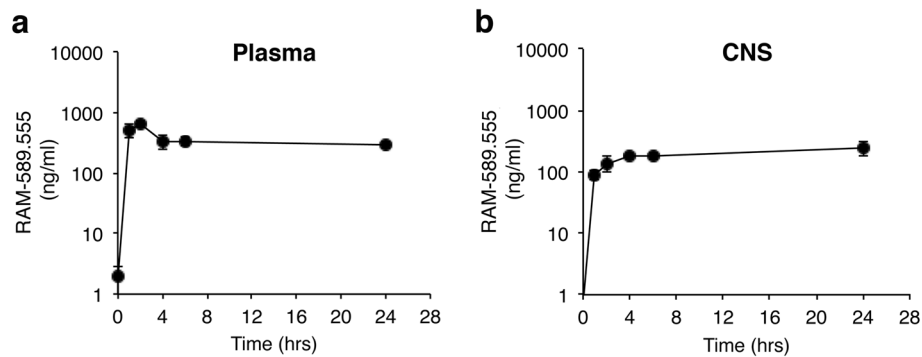 a
Plasma
RAM-589.555
(ng/ml)
10000
1000
100
10
1
0 4 8 12 16 20 24 28
Time (hrs)
b
CNS
RAM-589.555
(ng/ml)
10000
1000
100
10
1
0 4 8 12 16 20 24 28
Time (hrs)